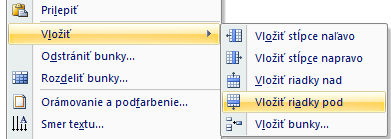 Prilepiť
Vložiť
Odstrániť bunky...
Rozdeliť bunky...
Orámovanie a podfarbenie...
Smer textu...
Vložiť stĺpce naľavo
Vložiť stĺpce napravo
Vložiť riadky nad
Vložiť riadky pod
Vložiť bunky...